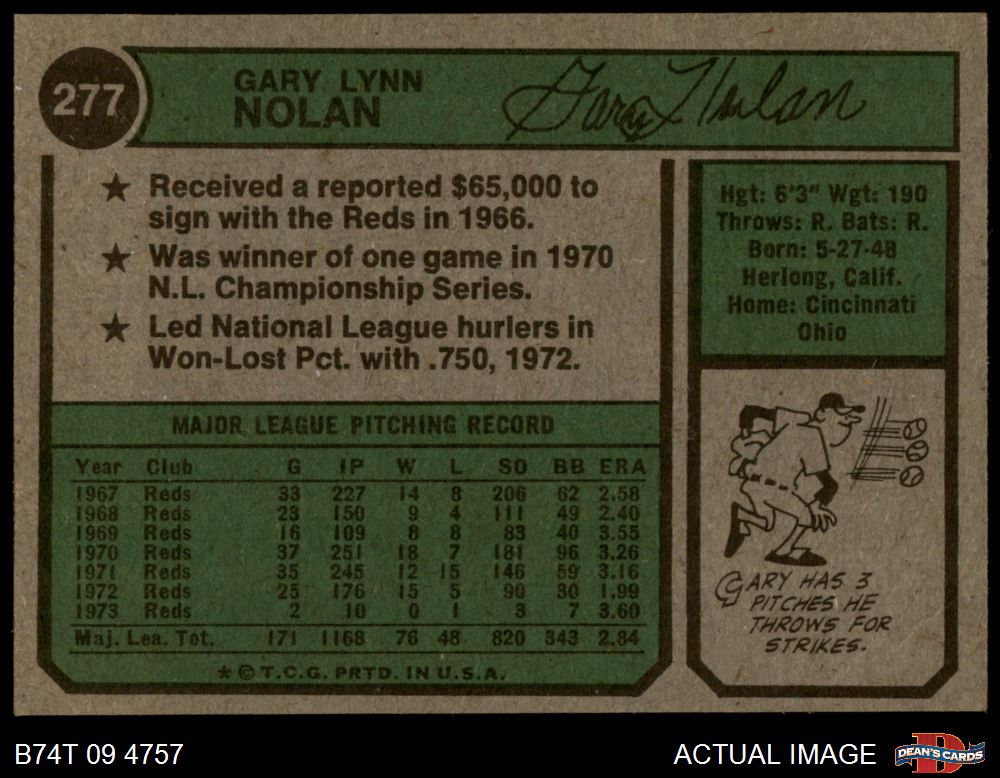 277
GARY LYNN
NOLAN
Gary Nolan
★ Received a reported $65,000 to
sign with the Reds in 1966.
★ Was winner of one game in 1970
N.L. Championship Series.
★ Led National League hurlers in
Won-Lost Pct. with .750, 1972.
Hgt: 6'3" Wgt: 190
Throws: R. Bats: R.
Born: 5-27-48
Herlong, Calif.
Home: Cincinnati
Ohio
MAJOR LEAGUE PITCHING RECORD
Year Club G IP W L SO BB ERA
1967 Reds 33 227 14 8 206 62 2.58
1968 Reds 23 150 9 4 111 49 2.40
1969 Reds 16 109 8 8 83 40 3.55
1970 Reds 37 251 18 7 181 96 3.26
1971 Reds 35 245 12 15 146 59 3.16
1972 Reds 25 176 15 5 90 30 1.99
1973 Reds 2 10 0 1 3 7 3.60
Maj. Lea. Tot. 171 1168 76 48 820 343 2.84
* © T.C.G. PRTD. IN U.S.A.
GARY HAS 3
PITCHES HE
THROWS FOR
STRIKES.
B74T 09 4757
ACTUAL IMAGE
DEAN'S CARDS